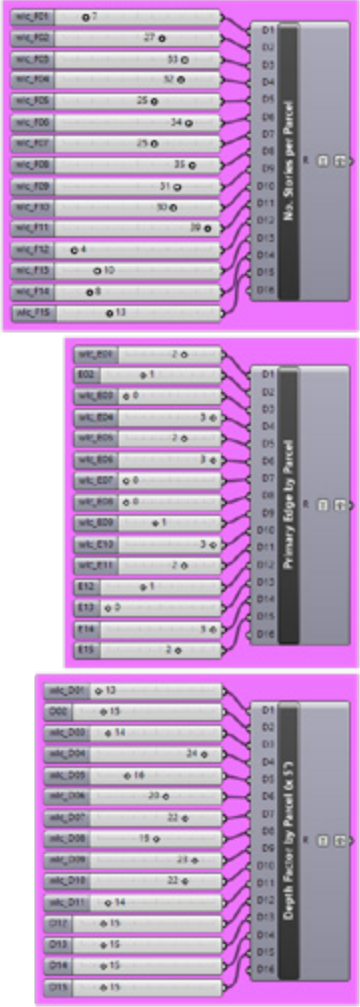 wlc_F01 7
wlc_F02 27
wlc_F03 33
wlc_F04 32
wlc_F05 25
wlc_F06 34
wlc_F07 25
wlc_F08 35
wlc_F09 31
wlc_F10 30
wlc_F11 39
wlc_F12 4
wlc_F13 10
wlc_F14 8
wlc_F15 13
D1
D2
D3
D4
D5
D6
D7
D8
D9
D10
D11
D12
D13
D14
D15
D16
No. Stories per Parcel
R
wlc_E01 2
E02 1
wlc_E03 0
wlc_E04 3
wlc_E05 2
wlc_E06 3
wlc_E07 0
wlc_E08 0
wlc_E09 1
wlc_E10 3
wlc_E11 2
E12 1
E13 0
E14 3
E15 2
D1
D2
D3
D4
D5
D6
D7
D8
D9
D10
D11
D12
D13
D14
D15
D16
Primary Edge by Parcel
R
wlc_D01 13
D02 15
wlc_D03 14
wlc_D04 24
wlc_D05 18
wlc_D06 20
wlc_D07 22
wlc_D08 19
wlc_D09 23
wlc_D10 22
wlc_D11 14
D12 15
D13 15
D14 15
D15 15
D1
D2
D3
D4
D5
D6
D7
D8
D9
D10
D11
D12
D13
D14
D15
D16
Depth Factor by Parcel (x 5')
R